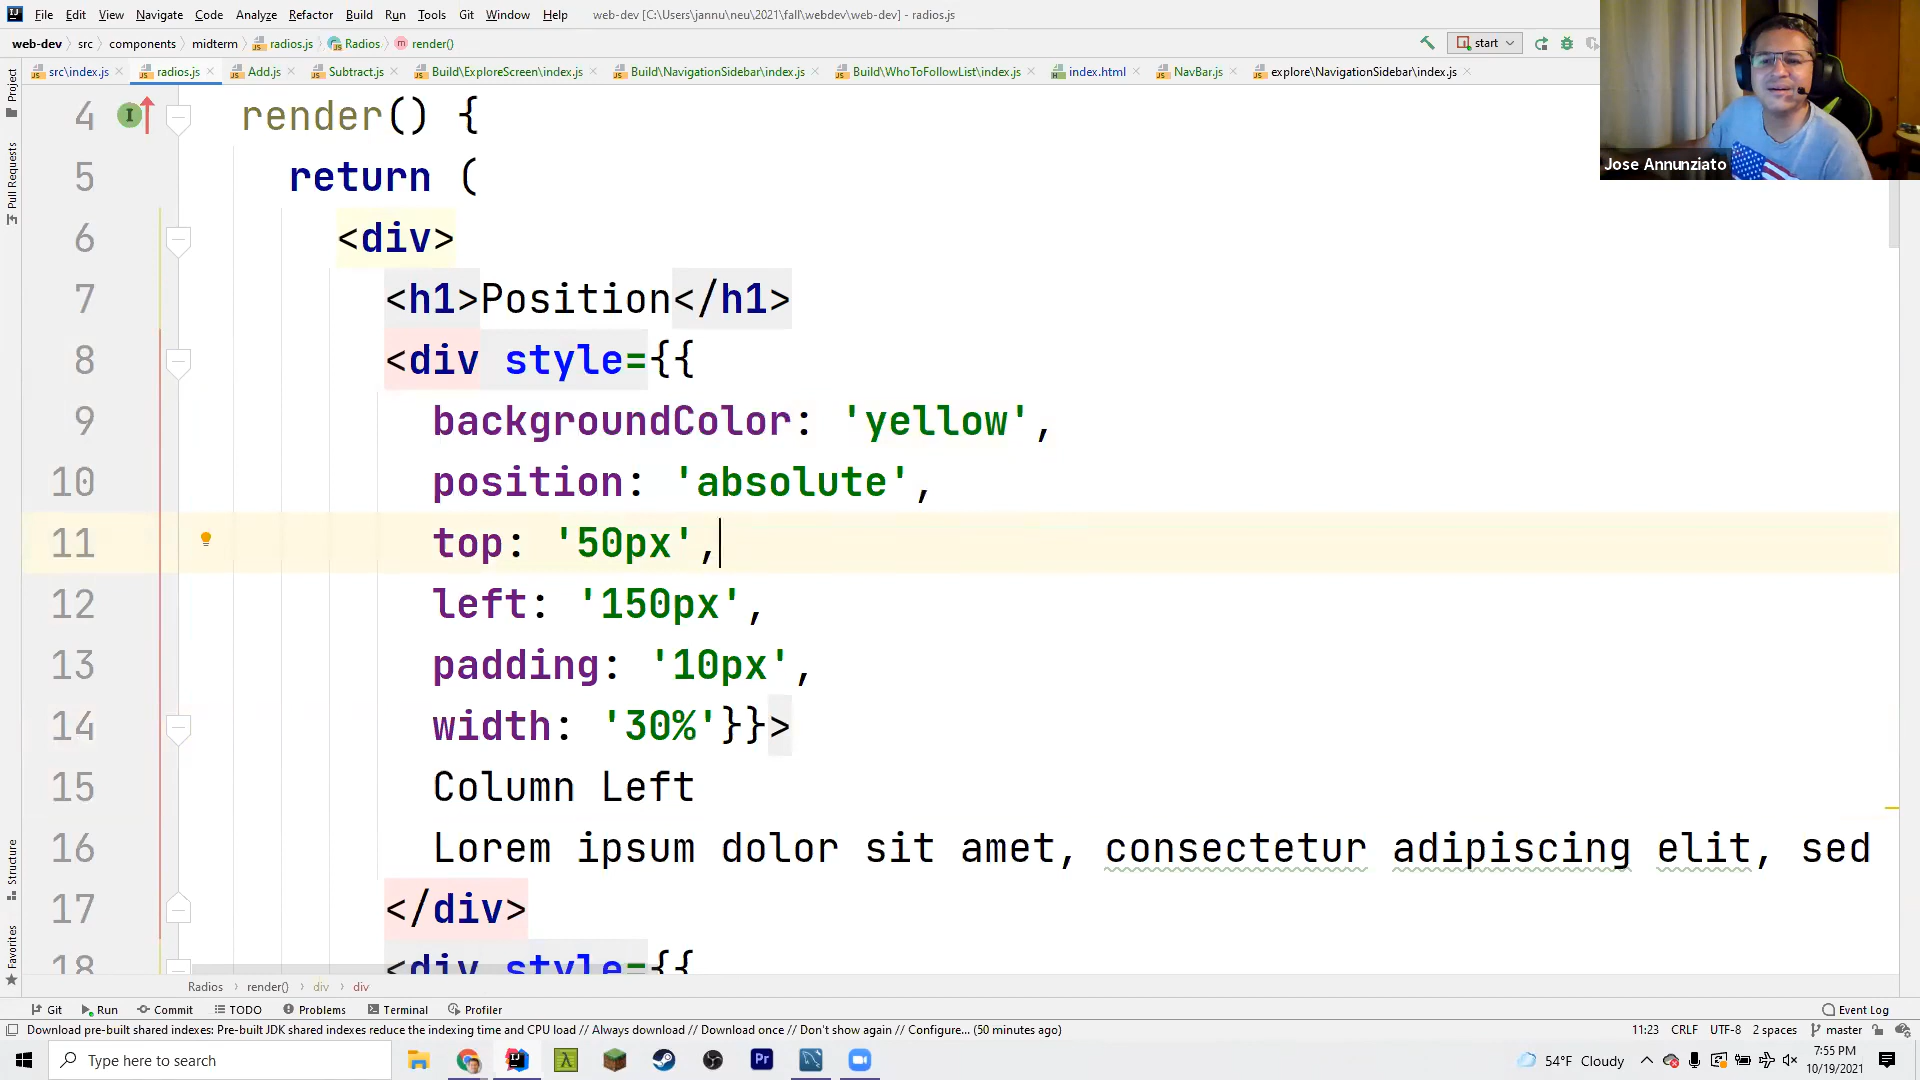 File Edit View Navigate Code Analyze Refactor Build Run Tools Git Window Help web-dev [C:\Users\jannu\neu\2021\fall\webdev\web-dev] - radios.js
web-dev src components midterm radios.js Radios render() start
src\index.js radios.js Add.js Subtract.js Build\ExploreScreen\index.js Build\NavigationSidebar\index.js Build\WhoToFollowList\index.js index.html NavBar.js explore\NavigationSidebar\index.js
Project
Pull Requests
Structure
Favorites
Jose Annunziato
4 render() {
5 return (
6 <div>
7 <h1>Position</h1>
8 <div style={{
9 backgroundColor: 'yellow',
10 position: 'absolute',
11 top: '50px',
12 left: '150px',
13 padding: '10px',
14 width: '30%'}}>
15 Column Left
16 Lorem ipsum dolor sit amet, consectetur adipiscing elit, sed
17 </div>
18 <div style={{
Radios render() div div
Git Run Commit TODO Problems Terminal Profiler Event Log
Download pre-built shared indexes: Pre-built JDK shared indexes reduce the indexing time and CPU load // Always download // Download once // Don't show again // Configure... (50 minutes ago) 11:23 CRLF UTF-8 2 spaces master
Type here to search
54°F Cloudy
7:55 PM
10/19/2021